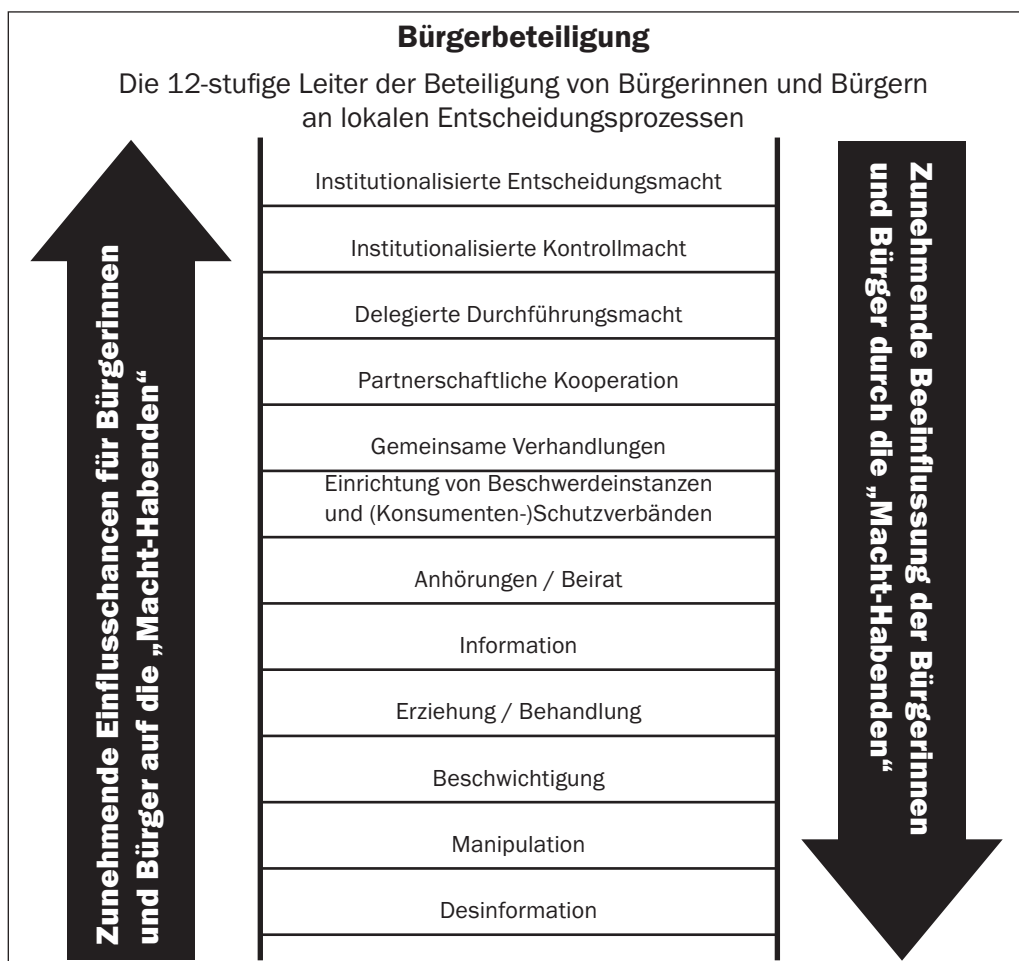 Bürgerbeteiligung
Die 12-stufige Leiter der Beteiligung von Bürgerinnen und Bürgern
an lokalen Entscheidungsprozessen
Zunehmende Einflusschancen für Bürgerinnen
und Bürger auf die „Macht-Habenden“
Institutionalisierte Entscheidungsmacht
Institutionalisierte Kontrollmacht
Delegierte Durchführungsmacht
Partnerschaftliche Kooperation
Gemeinsame Verhandlungen
Einrichtung von Beschwerdeinstanzen
und (Konsumenten-)Schutzverbänden
Anhörungen / Beirat
Information
Erziehung / Behandlung
Beschwichtigung
Manipulation
Desinformation
Zunehmende Beeinflussung der Bürgerinnen
und Bürger durch die „Macht-Habenden“